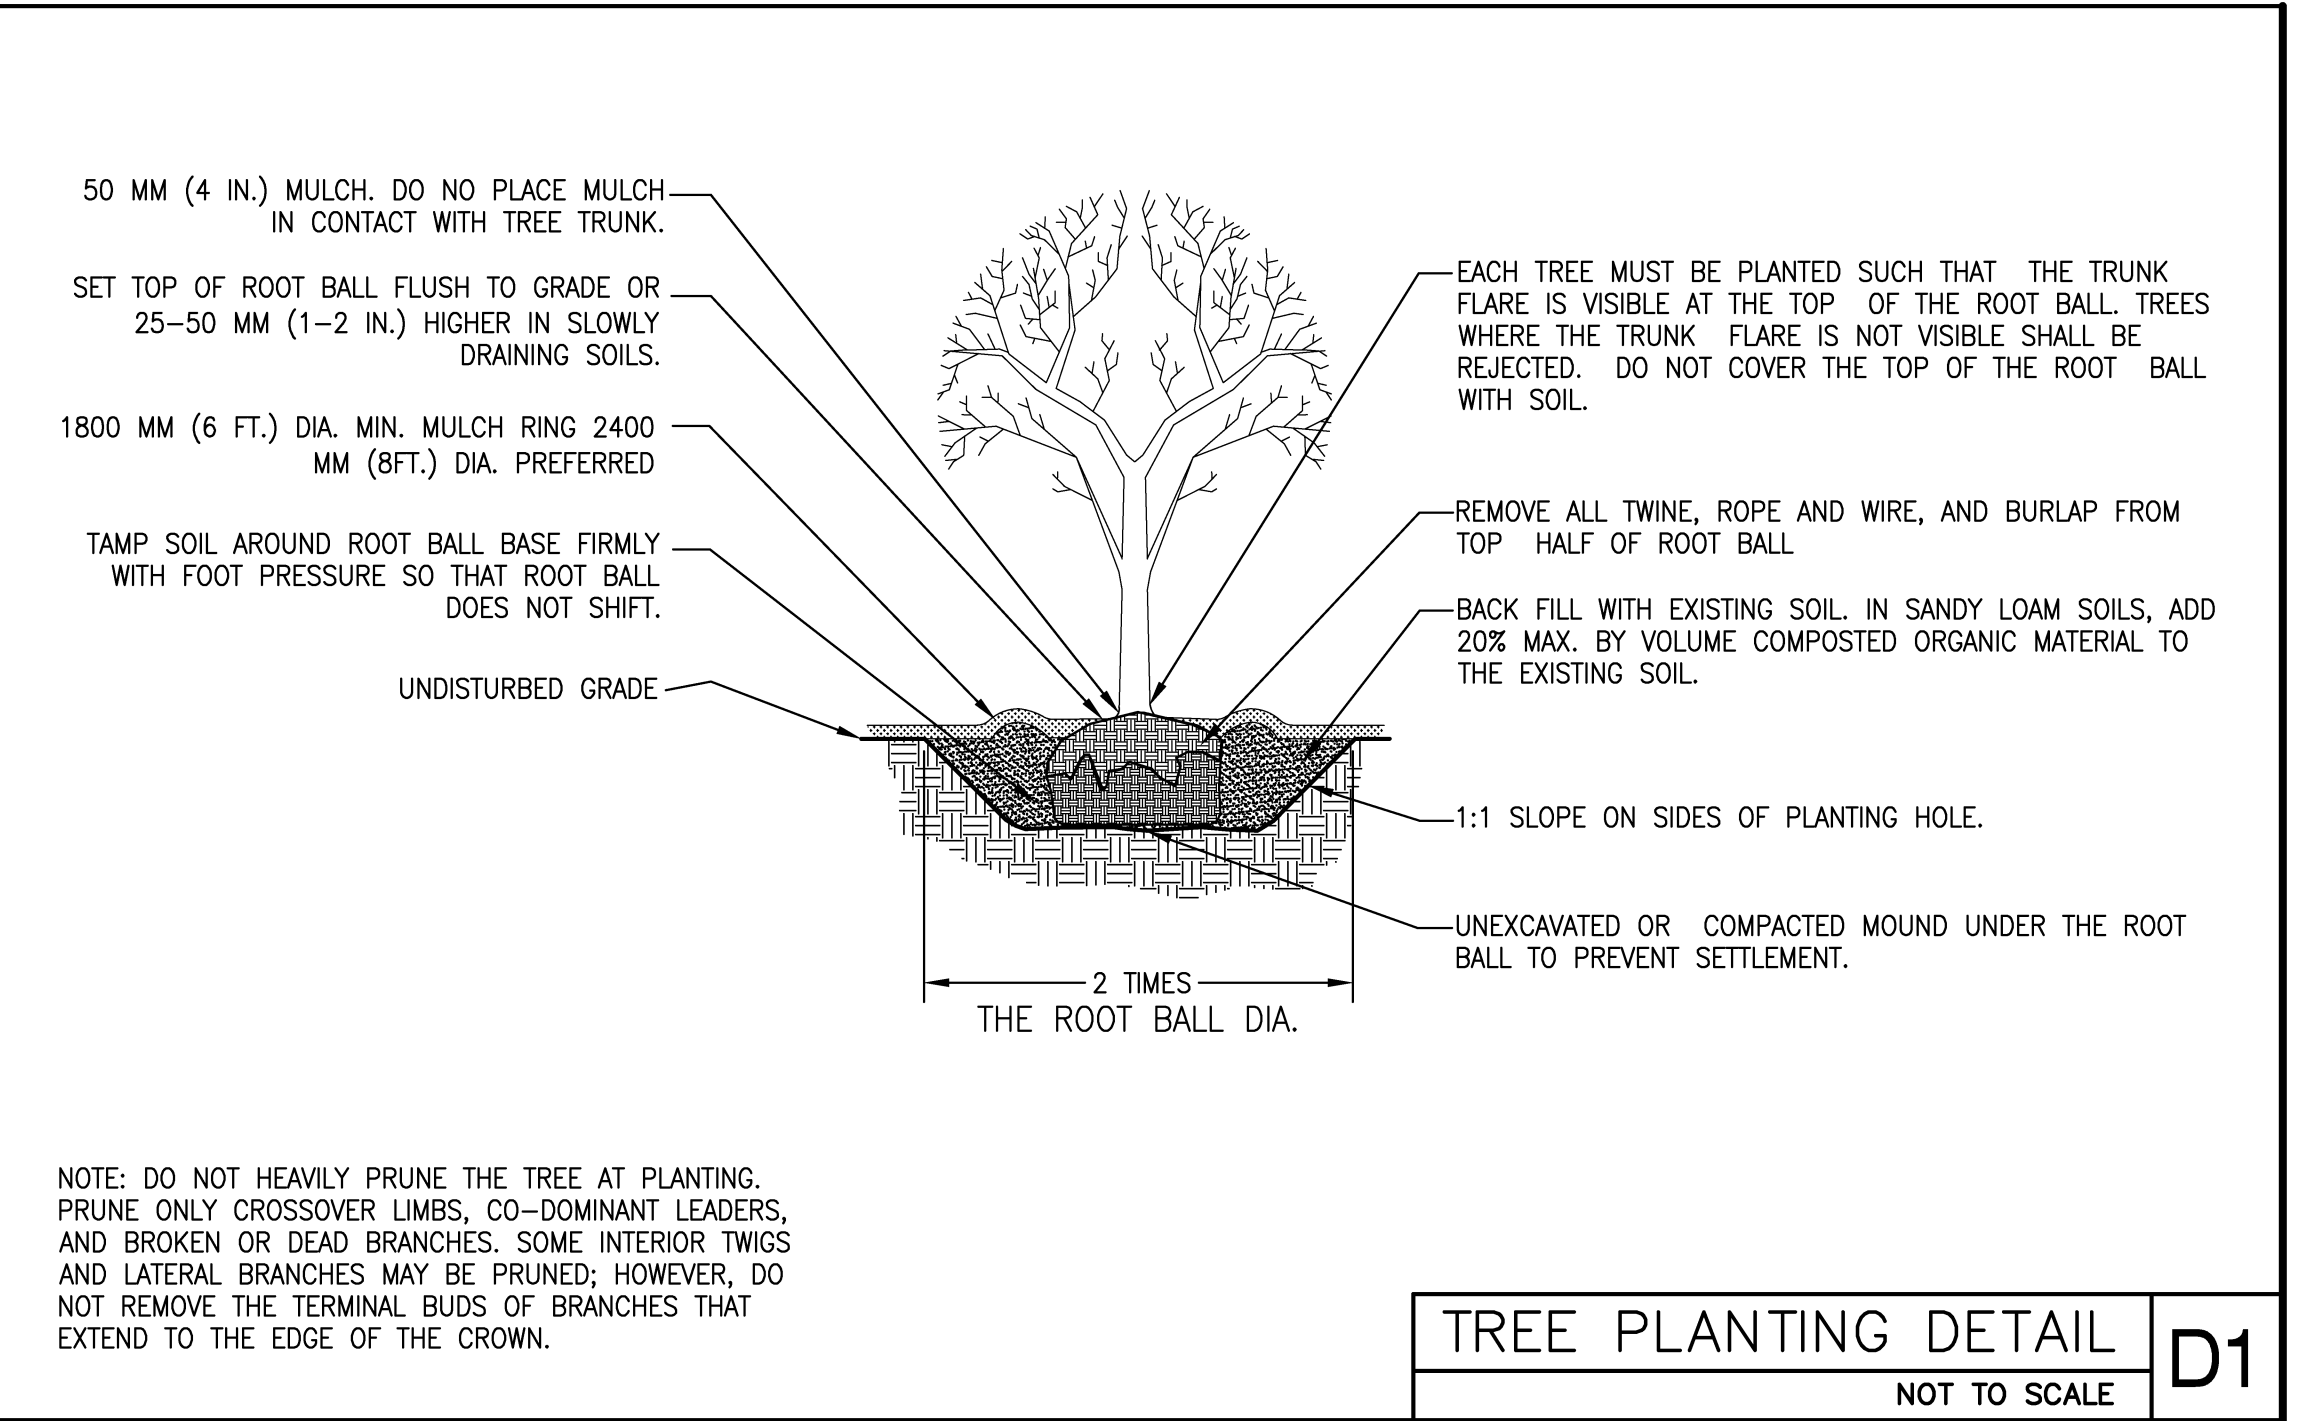 50 MM (4 IN.) MULCH. DO NO PLACE MULCH
IN CONTACT WITH TREE TRUNK.
SET TOP OF ROOT BALL FLUSH TO GRADE OR
25–50 MM (1–2 IN.) HIGHER IN SLOWLY
DRAINING SOILS.
1800 MM (6 FT.) DIA. MIN. MULCH RING 2400
MM (8FT.) DIA. PREFERRED
TAMP SOIL AROUND ROOT BALL BASE FIRMLY
WITH FOOT PRESSURE SO THAT ROOT BALL
DOES NOT SHIFT.
UNDISTURBED GRADE
EACH TREE MUST BE PLANTED SUCH THAT THE TRUNK
FLARE IS VISIBLE AT THE TOP OF THE ROOT BALL. TREES
WHERE THE TRUNK FLARE IS NOT VISIBLE SHALL BE
REJECTED. DO NOT COVER THE TOP OF THE ROOT BALL
WITH SOIL.
REMOVE ALL TWINE, ROPE AND WIRE, AND BURLAP FROM
TOP HALF OF ROOT BALL
BACK FILL WITH EXISTING SOIL. IN SANDY LOAM SOILS, ADD
20% MAX. BY VOLUME COMPOSTED ORGANIC MATERIAL TO
THE EXISTING SOIL.
1:1 SLOPE ON SIDES OF PLANTING HOLE.
UNEXCAVATED OR COMPACTED MOUND UNDER THE ROOT
BALL TO PREVENT SETTLEMENT.
2 TIMES
THE ROOT BALL DIA.
NOTE: DO NOT HEAVILY PRUNE THE TREE AT PLANTING.
PRUNE ONLY CROSSOVER LIMBS, CO–DOMINANT LEADERS,
AND BROKEN OR DEAD BRANCHES. SOME INTERIOR TWIGS
AND LATERAL BRANCHES MAY BE PRUNED; HOWEVER, DO
NOT REMOVE THE TERMINAL BUDS OF BRANCHES THAT
EXTEND TO THE EDGE OF THE CROWN.
TREE PLANTING DETAIL
D1
NOT TO SCALE